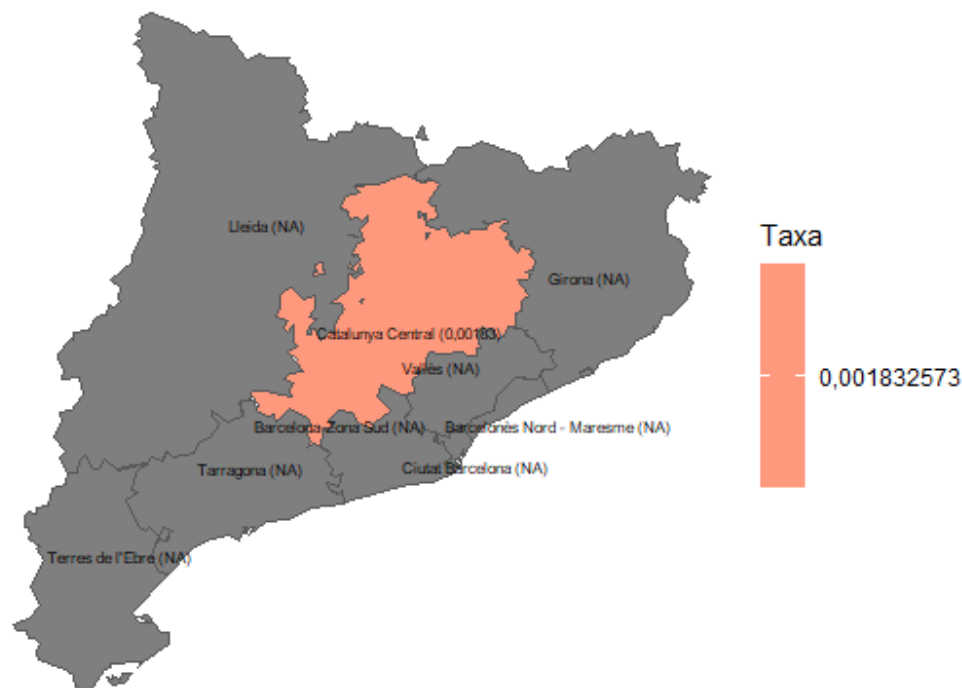 Lleida (NA)
Taxa
Girona (NA)
Catalunya Central (0,00183)
Vallès (NA)
0,001832573
Barcelona-Zona Sud (NA)
Barcelonès Nord - Maresme (NA)
Tarragona (NA)
Ciutat Barcelona (NA)
Terres de l'Ebre (NA)